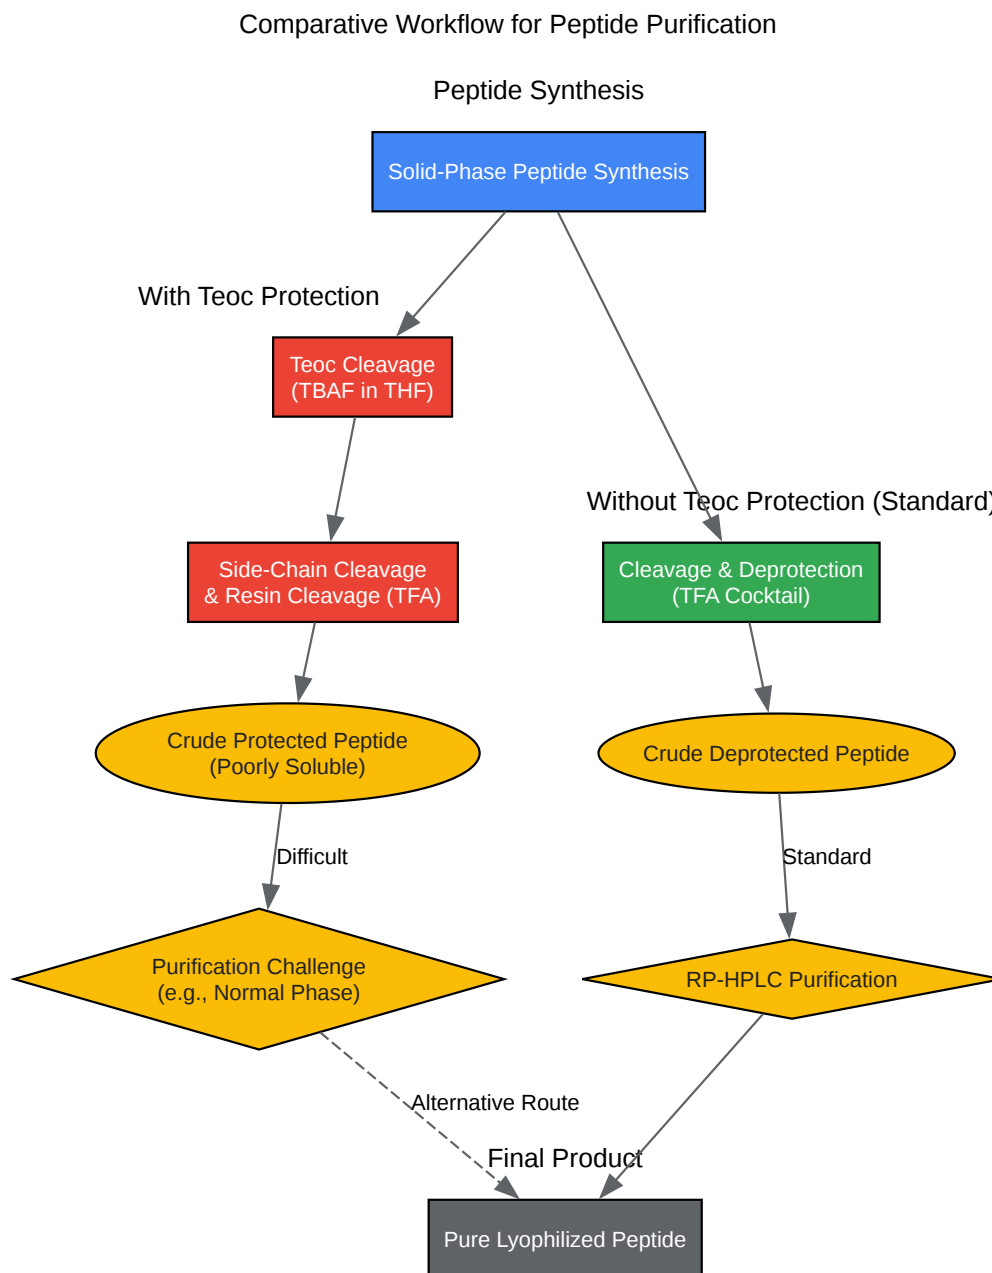 Comparative Workflow for Peptide Purification
Peptide Synthesis
Solid-Phase Peptide Synthesis
With Teoc Protection
Teoc Cleavage
(TBAF in THF)
Without Teoc Protection (Standard)
Side-Chain Cleavage
& Resin Cleavage (TFA)
Cleavage & Deprotection
(TFA Cocktail)
Crude Protected Peptide
(Poorly Soluble)
Crude Deprotected Peptide
Difficult
Standard
Purification Challenge
(e.g., Normal Phase)
RP-HPLC Purification
Alternative Route
Final Product
Pure Lyophilized Peptide